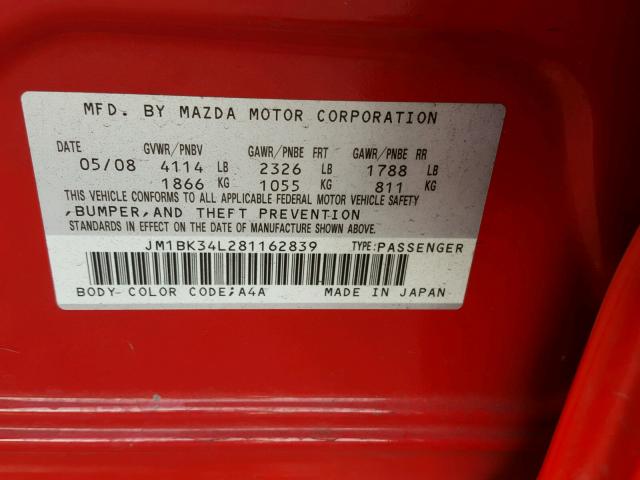 MFD. BY MAZDA MOTOR CORPORATION
DATE GVWR/PNBV GAWR/PNBE FRT GAWR/PNBE RR
05/08 4114 LB 2326 LB 1788 LB
1866 KG 1055 KG 811 KG
THIS VEHICLE CONFORMS TO ALL APPLICABLE FEDERAL MOTOR VEHICLE SAFETY
,BUMPER,AND THEFT PREVENTION
STANDARDS IN EFFECT ON THE DATE OF MANUFACTURE SHOWN ABOVE.
JM1BK34L281162839 TYPE:PASSENGER
BODY COLOR CODE;A4A MADE IN JAPAN